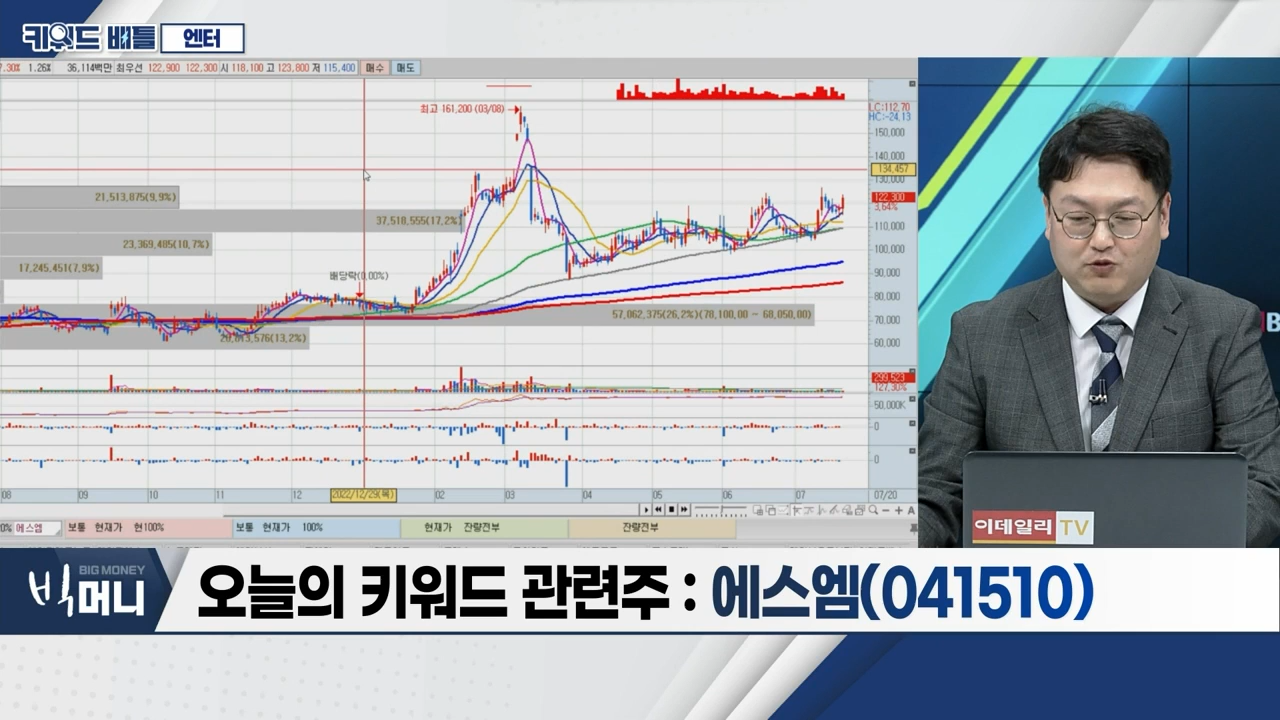 키워드 배틀 엔터
7.30% 1.26% 36,114백만 최우선 122,900 122,300 시 118,100 고 123,800 저 115,400 매수 매도
최고 161,200 (03/08)
LC:112,70
HC:-24,13
150,000
140,000
134,457
130,000
122,300
3,64%
110,000
100,000
90,000
80,000
70,000
60,000
21,513,875(9,9%)
37,518,555(17,2%)
23,369,485(10,7%)
17,245,451(7,9%)
배당락(0,00%)
57,062,375(26,2%)(78,100,00 ~ 68,050,00)
299,523
127,30%
50,000K
0
0
08 09 10 11 12 2022/12/29(목) 02 03 04 05 06 07 07/20
에스엠 보통 현재가 현100% 보통 현재가 100% 현재가 잔량전부 잔량전부
이데일리 TV
BIG MONEY
빅머니
오늘의 키워드 관련주 : 에스엠(041510)